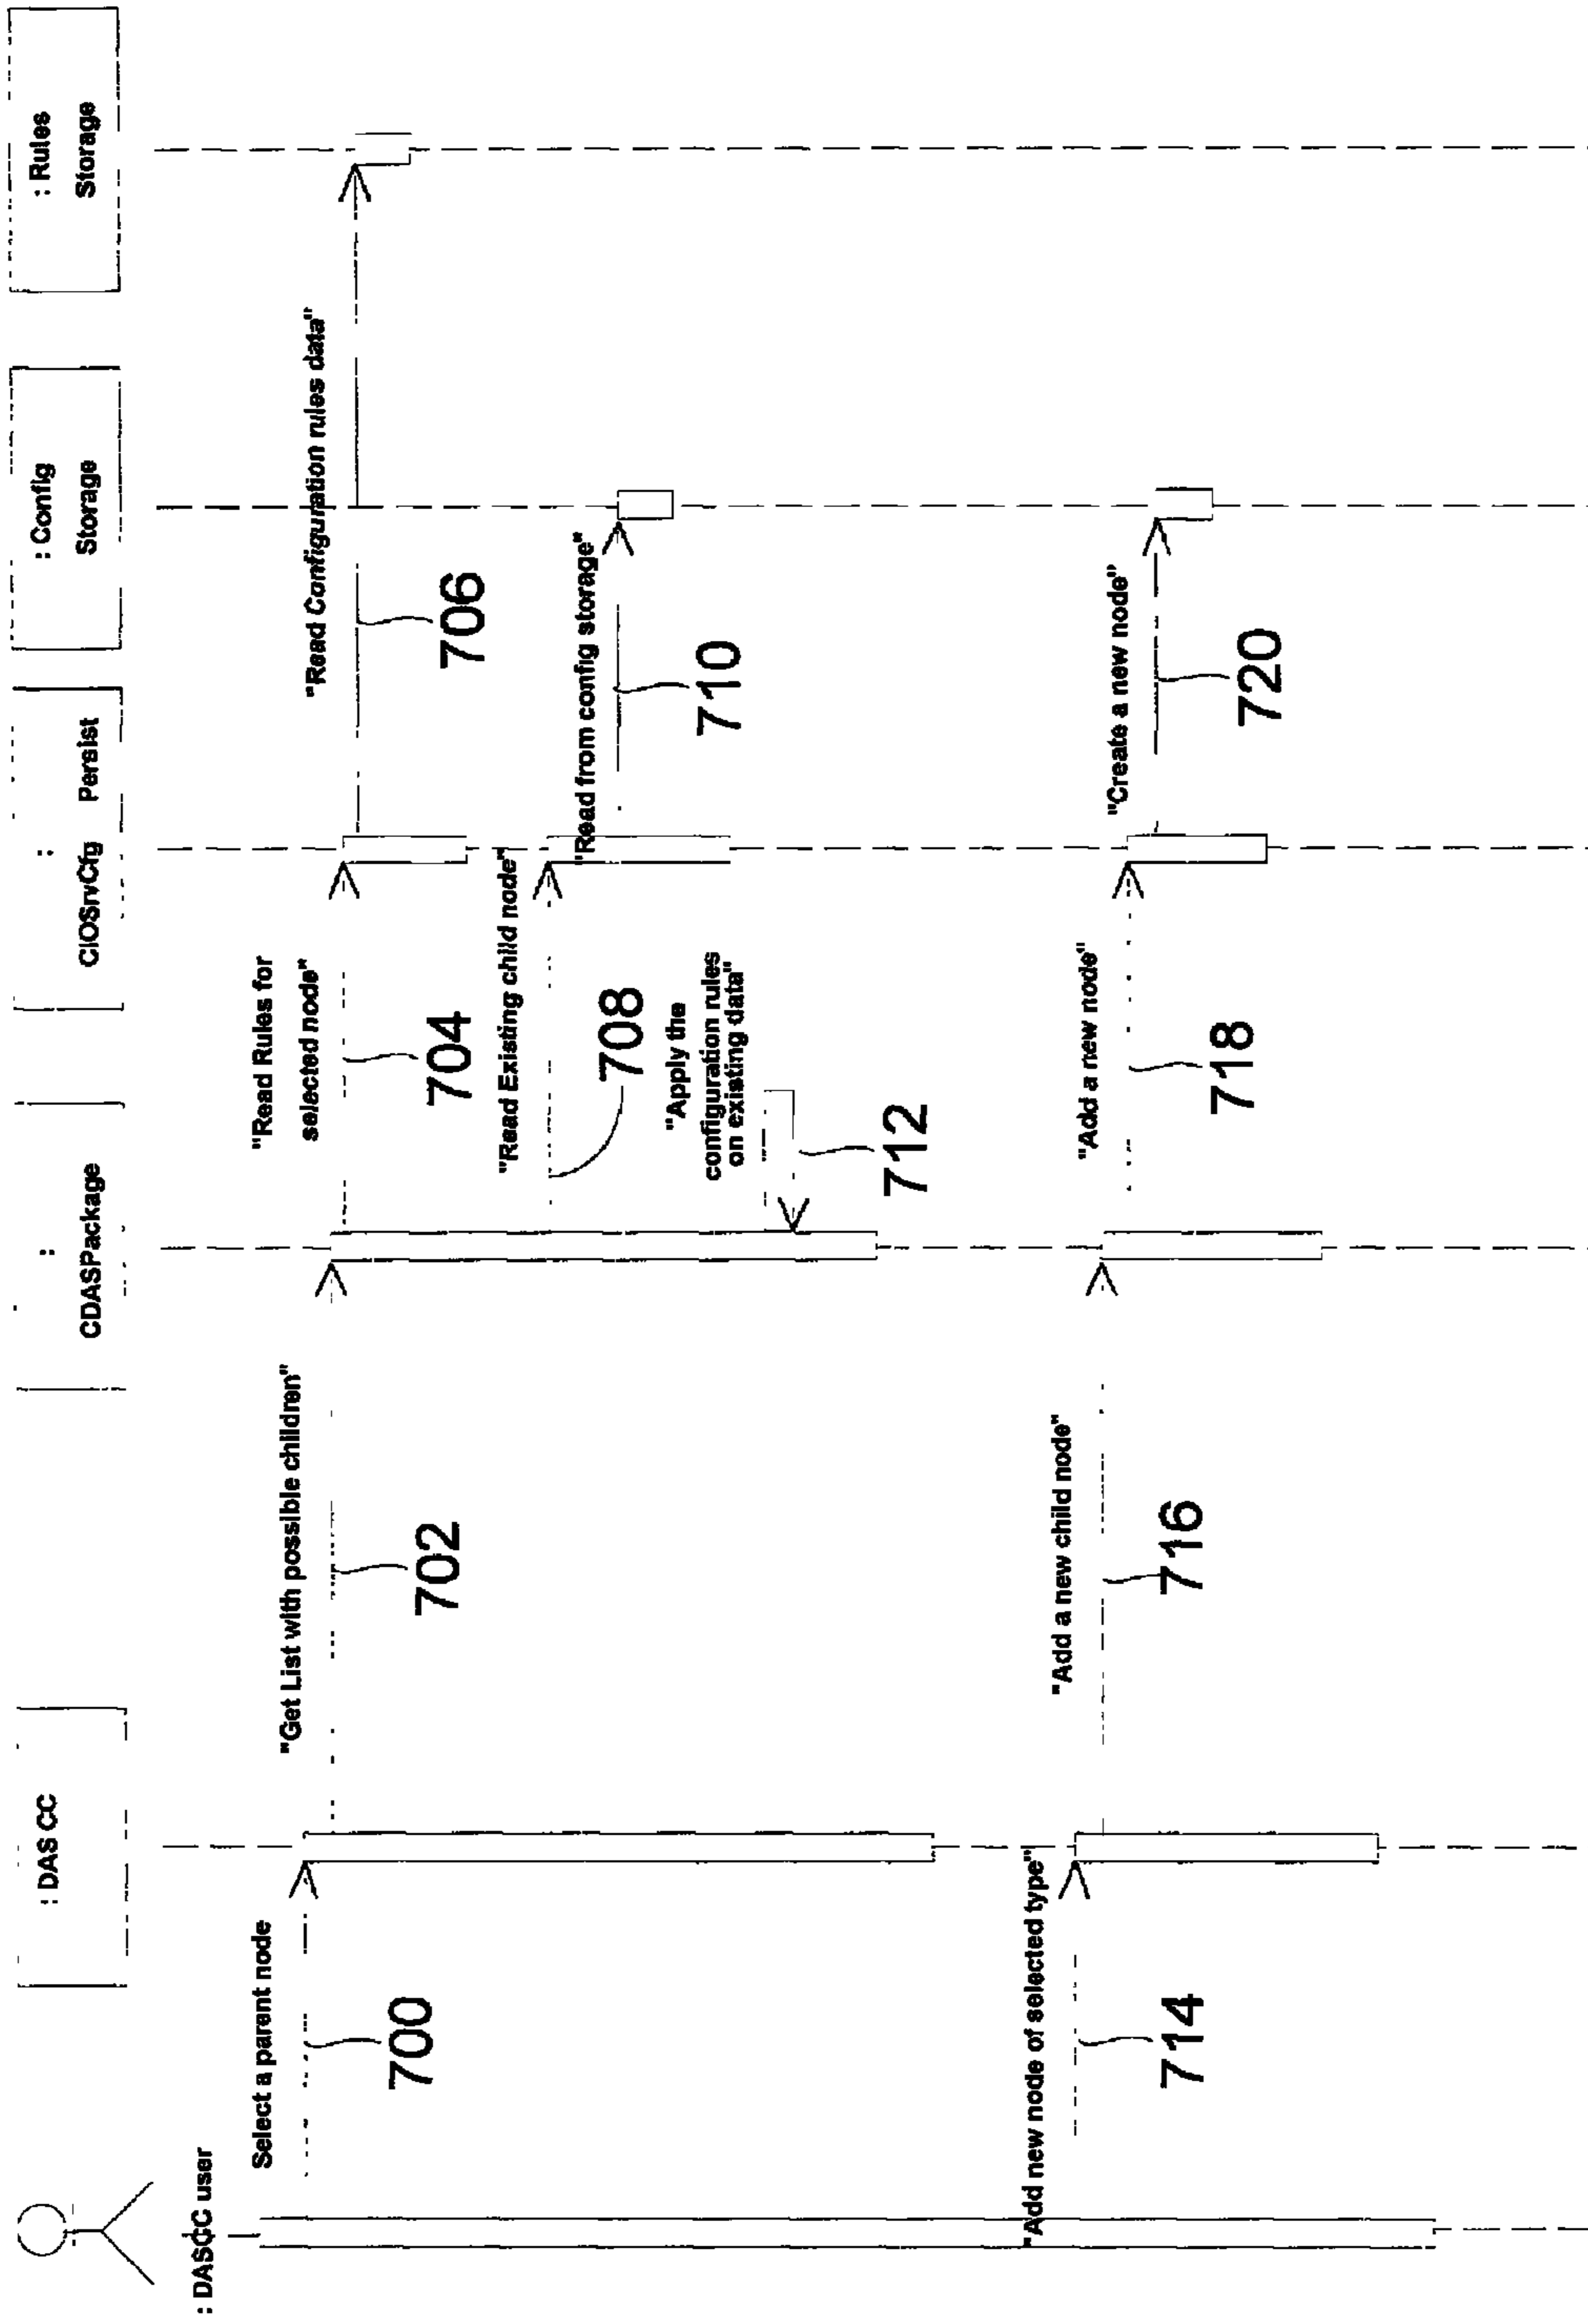 : DASCC user
: DAS CC
:
CDASPackage
:
CIOSrvCfg Persist
: Config
Storage
: Rules
Storage
Select a parent node
700
"Get List with possible children"
702
"Read Rules for
selected node"
704
"Read Configuration rules data"
706
"Read Existing child node"
708
"Read from config storage"
710
"Apply the
configuration rules
on existing data"
712
"Add new node of selected type"
714
"Add a new child node"
716
"Add a new node"
718
"Create a new node"
720